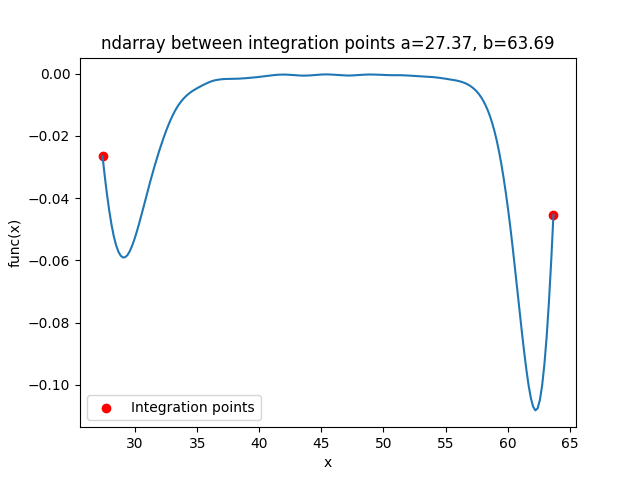 ndarray between integration points a=27.37, b=63.69
0.00
−0.02
−0.04
−0.06
−0.08
−0.10
func(x)
Integration points
30 35 40 45 50 55 60 65
x